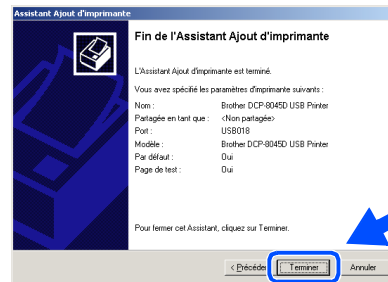 Assistant Ajout d'imprimante
Fin de l'Assistant Ajout d'imprimante
L'Assistant Ajout d'imprimante est terminé.
Vous avez spécifié les paramètres d'imprimante suivants :
Nom : Brother DCP-8045D USB Printer
Partagée en tant que : <Non partagée>
Port : USB018
Modèle : Brother DCP-8045D USB Printer
Par défaut : Oui
Page de test : Oui
Pour fermer cet Assistant, cliquez sur Terminer.
< Précéden Terminer Annuler